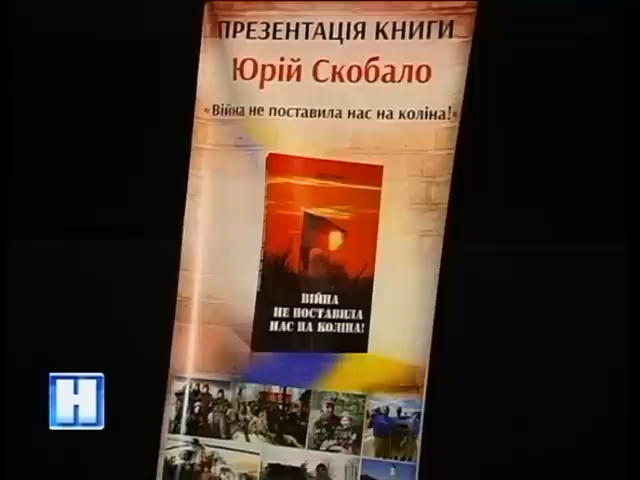 ПРЕЗЕНТАЦІЯ КНИГИ
Юрій Скобало
«Війна не поставила нас на коліна!»
ВІЙНА
НЕ ПОСТАВИЛА
НАС НА КОЛІНА!
Н